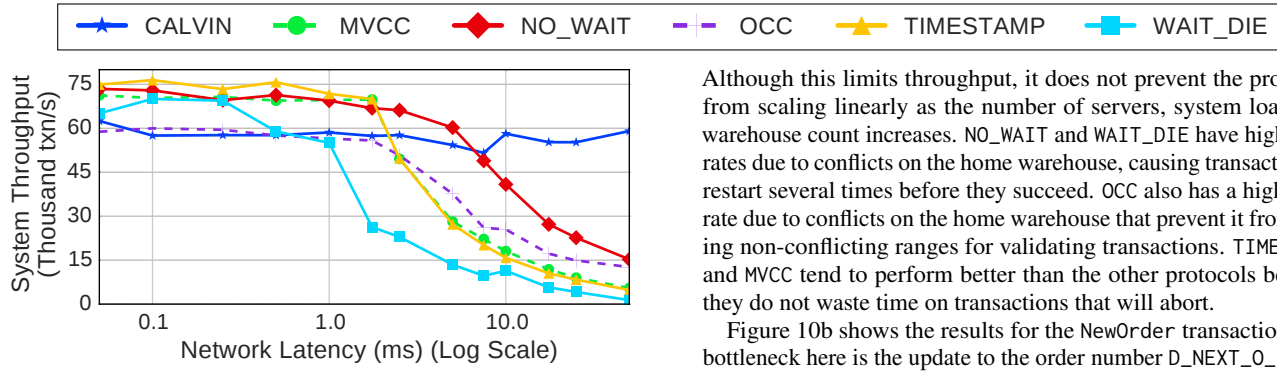 CALVIN MVCC NO_WAIT OCC TIMESTAMP WAIT_DIE
System Throughput
(Thousand txn/s)
75
60
45
30
15
0
0.1 1.0 10.0
Network Latency (ms) (Log Scale)
Although this limits throughput, it does not prevent the pro
from scaling linearly as the number of servers, system loa
warehouse count increases. NO_WAIT and WAIT_DIE have high
rates due to conflicts on the home warehouse, causing transact
restart several times before they succeed. OCC also has a high
rate due to conflicts on the home warehouse that prevent it fro
ing non-conflicting ranges for validating transactions. TIME
and MVCC tend to perform better than the other protocols be
they do not waste time on transactions that will abort.
Figure 10b shows the results for the NewOrder transactio
bottleneck here is the update to the order number D_NEXT_O_